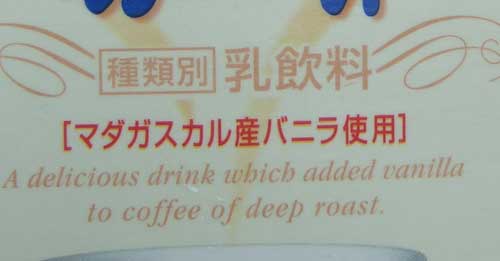 種類別 乳飲料
[マダガスカル産バニラ使用]
A delicious drink which added vanilla
to coffee of deep roast.